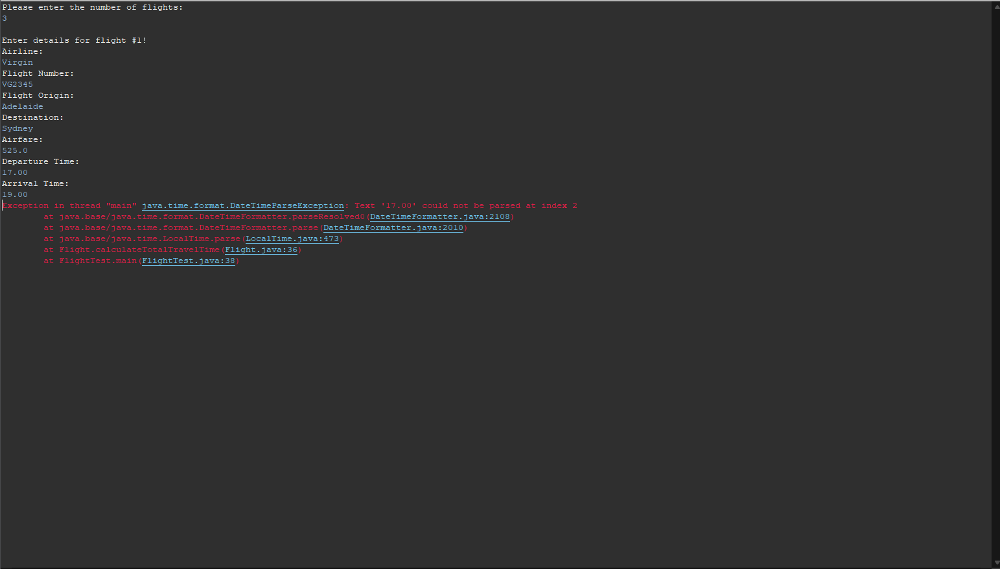 Please enter the number of flights:
3
Enter details for flight #1!
Airline:
Virgin
Flight Number:
VG2345
Flight Origin:
Adelaide
Destination:
Sydney
Airfare:
525.0
Departure Time:
17.00
Arrival Time:
19.00
Exception in thread "main" java.time.format.DateTimeParseException: Text '17.00' could not be parsed at index 2
at java.base/java.time.format.DateTimeFormatter.parseResolved0(DateTimeFormatter.java:2108)
at java.base/java.time.format.DateTimeFormatter.parse(DateTimeFormatter.java:2010)
at java.base/java.time.LocalTime.parse(LocalTime.java:473)
at Flight.calculateTotalTravelTime(Flight.java:36)
at FlightTest.main(FlightTest.java:38)